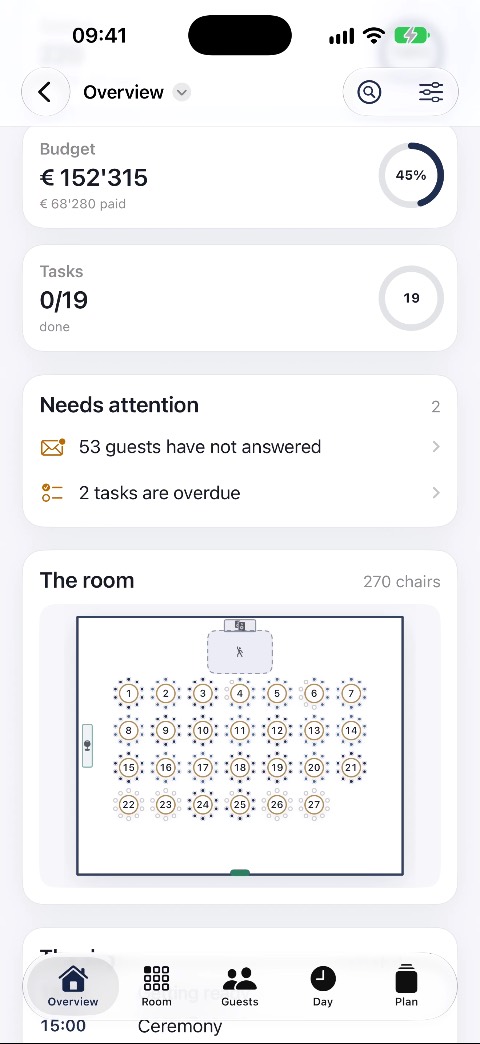 09:41
Overview
Budget
€ 152'315
€ 68'280 paid
45%
Tasks
0/19
done
19
Needs attention
2
53 guests have not answered
2 tasks are overdue
The room
270 chairs
1 2 3 4 5 6 7
8 9 10 11 12 13 14
15 16 17 18 19 20 21
22 23 24 25 26 27
Overview
Room
Guests
Day
Plan
15:00
Ceremony